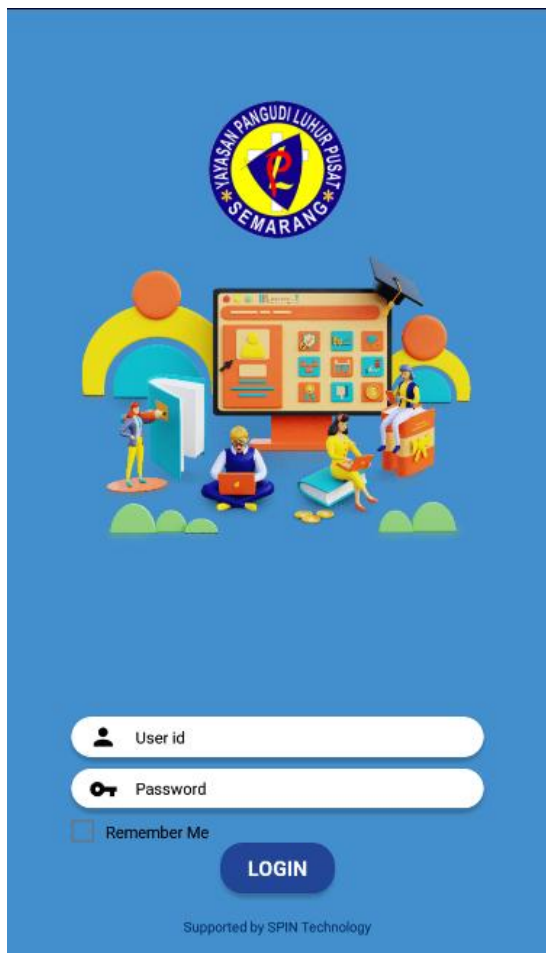 YAYASAN PANGUDI LUHUR PUSAT
SEMARANG
User id
Password
Remember Me
LOGIN
Supported by SPIN Technology